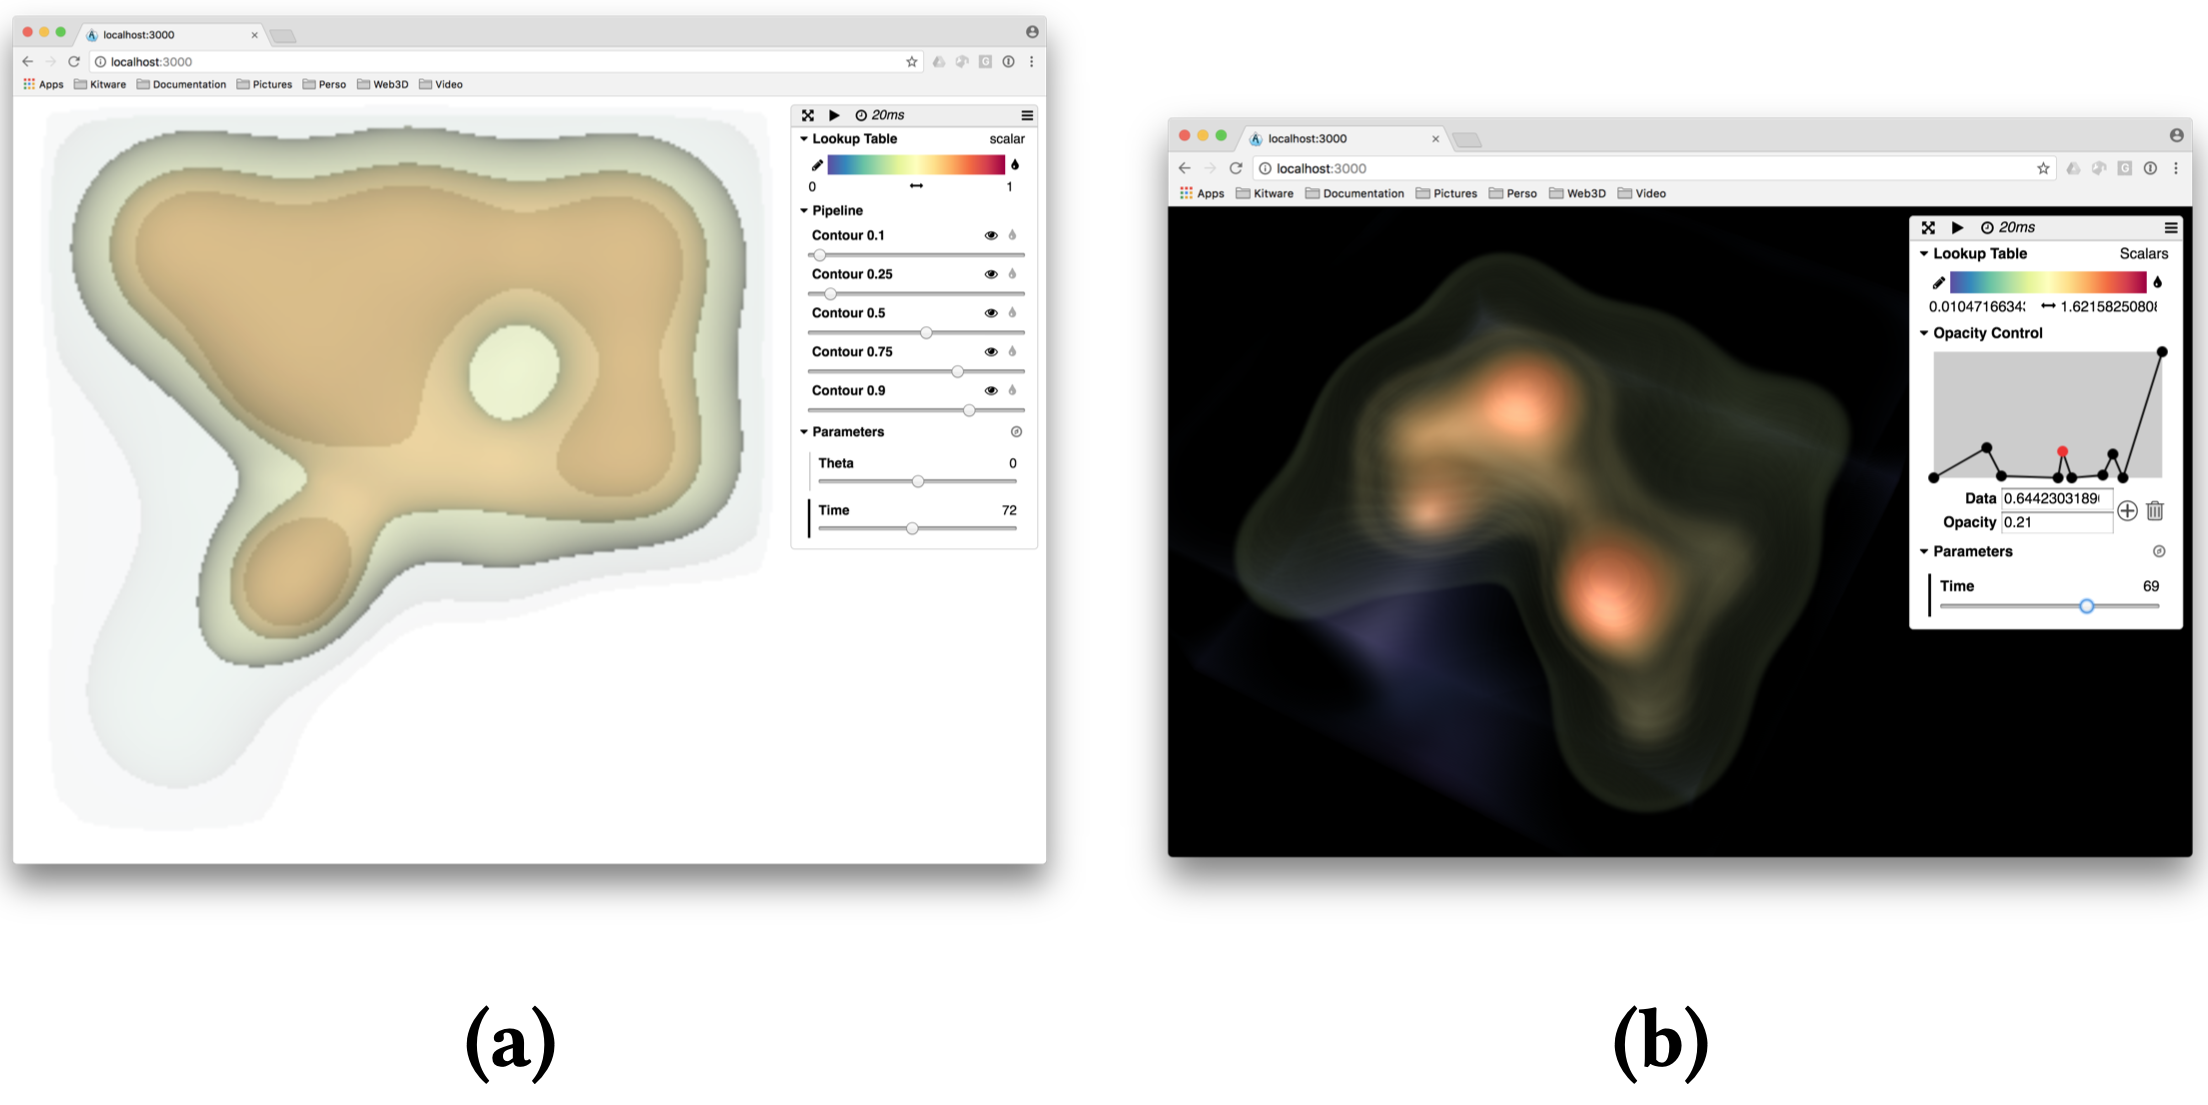 localhost:3000
localhost:3000
Apps Kitware Documentation Pictures Perso Web3D Video
20ms
Lookup Table scalar
0 1
Pipeline
Contour 0.1
Contour 0.25
Contour 0.5
Contour 0.75
Contour 0.9
Parameters
Theta 0
Time 72
(a)
localhost:3000
localhost:3000
Apps Kitware Documentation Pictures Perso Web3D Video
20ms
Lookup Table Scalars
0.0104716634 1.6215825080
Opacity Control
Data 0.6442303189
Opacity 0.21
Parameters
Time 69
(b)